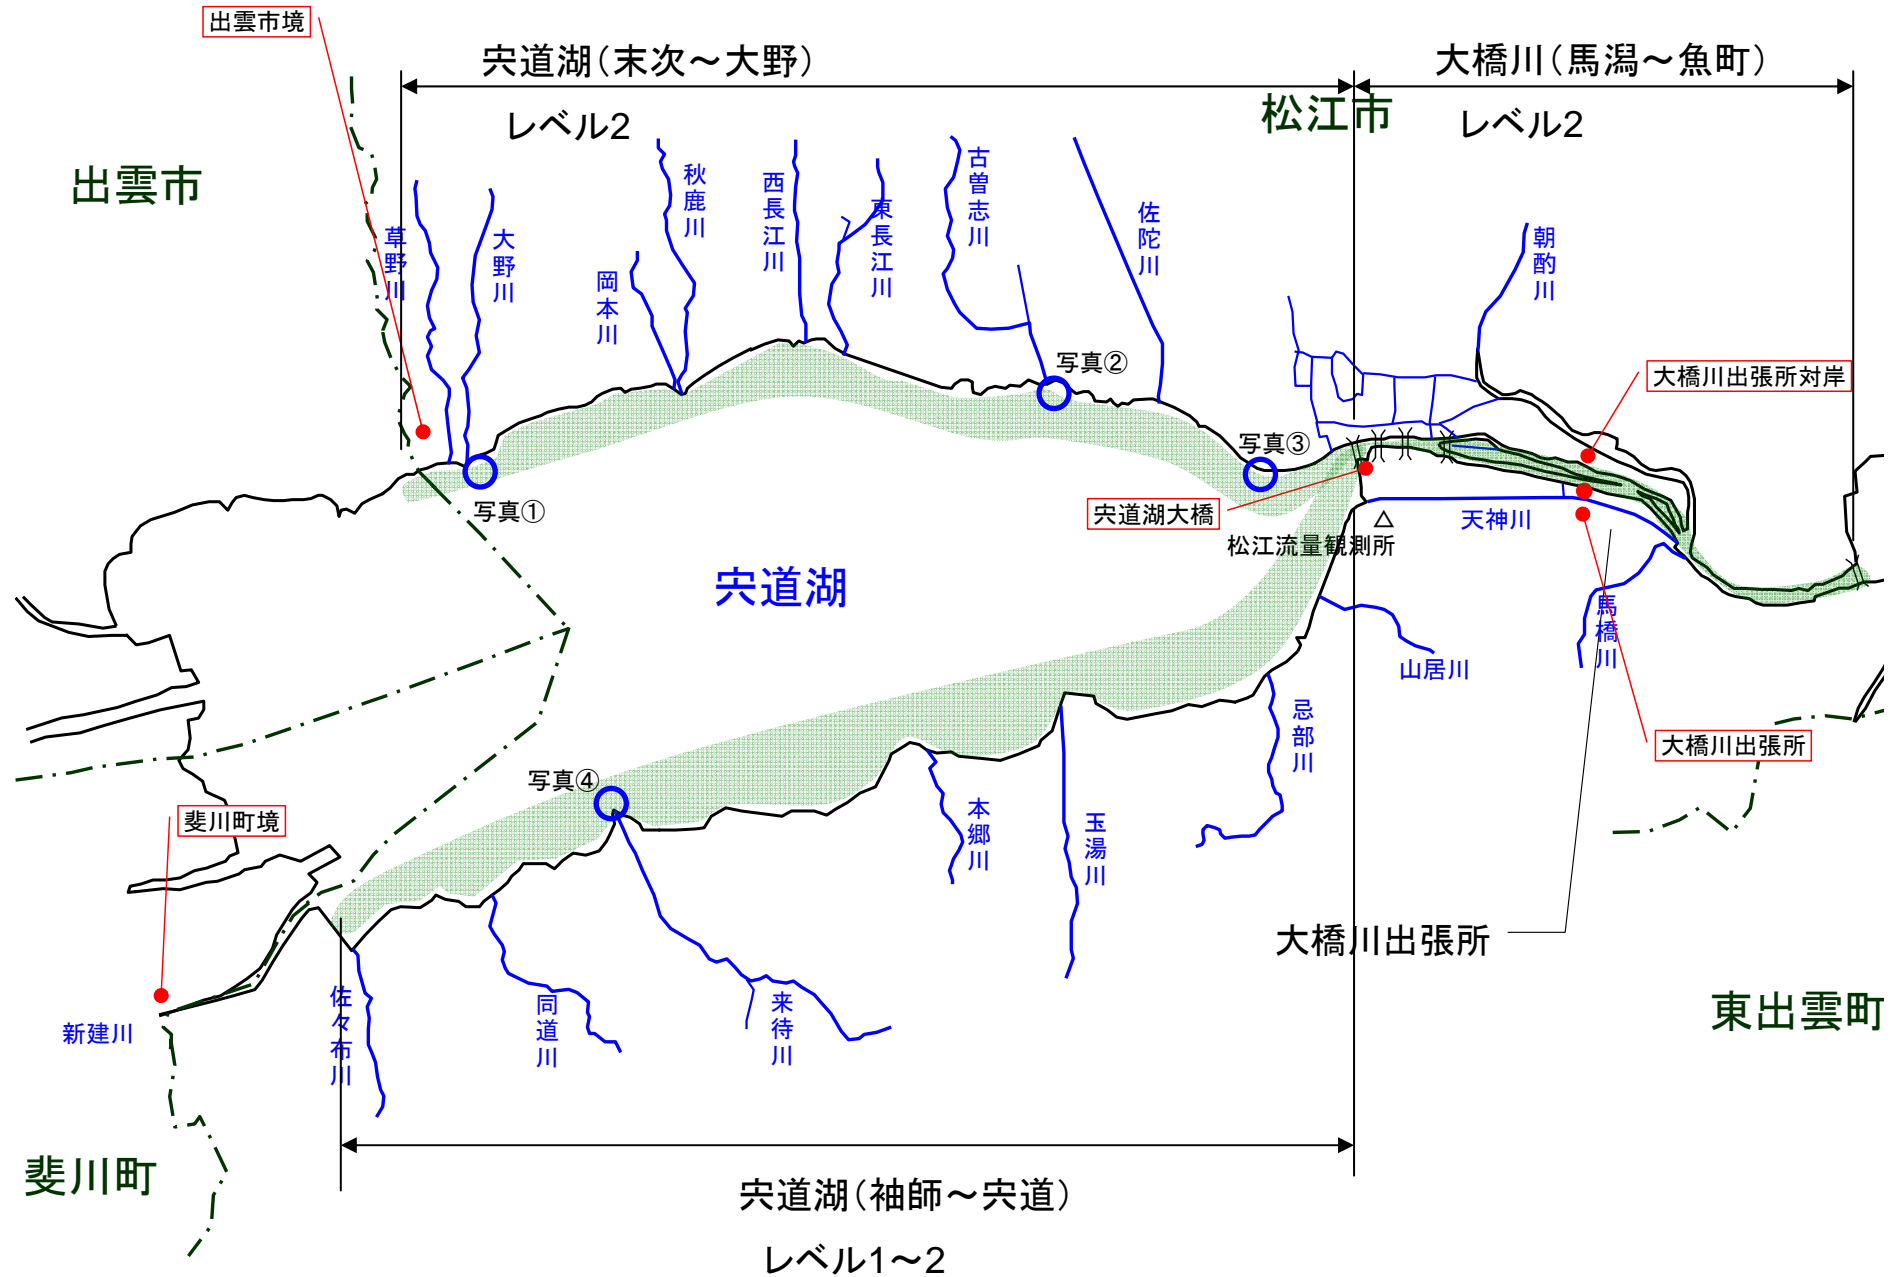 出雲市境
宍道湖（末次～大野）
大橋川（馬潟～魚町）
レベル2
松江市
レベル2
出雲市
草野川
大野川
岡本川
秋鹿川
西長江川
東長江川
古曽志川
佐陀川
朝酌川
写真②
大橋川出張所対岸
写真③
写真①
宍道湖大橋
天神川
松江流量観測所
宍道湖
馬橋川
山居川
忌部川
大橋川出張所
写真④
斐川町境
本郷川
玉湯川
大橋川出張所
佐々布川
同道川
来待川
新建川
東出雲町
斐川町
宍道湖（袖師～宍道）
レベル1～2